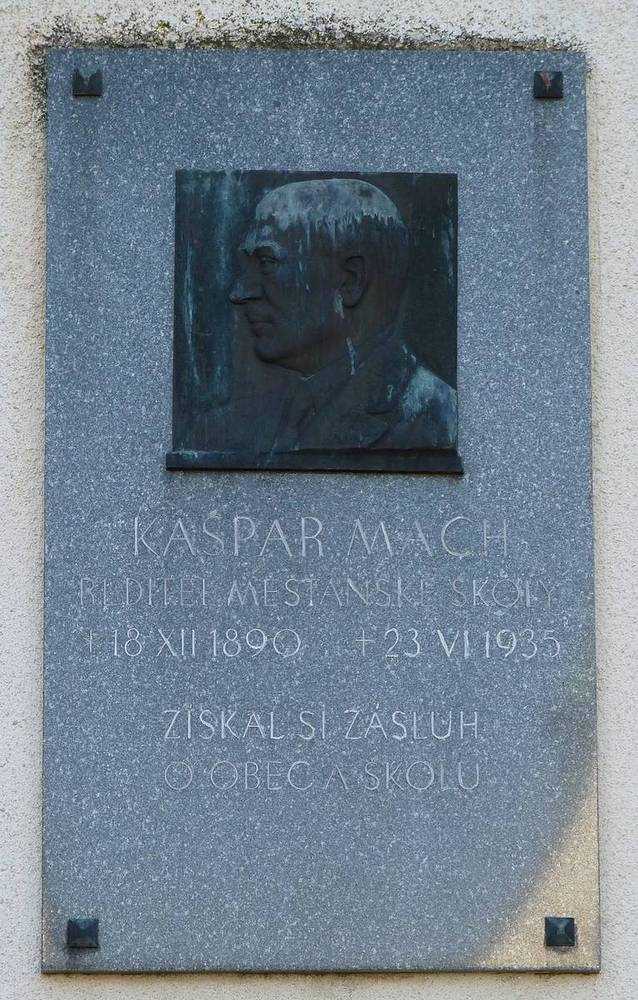 KAŠPAR MACH
ŘEDITEL MĚŠŤANSKÉ ŠKOLY
+ 18 XII 1890 + 23 VI 1935
ZÍSKAL SI ZÁSLUH
O OBEC A ŠKOLU